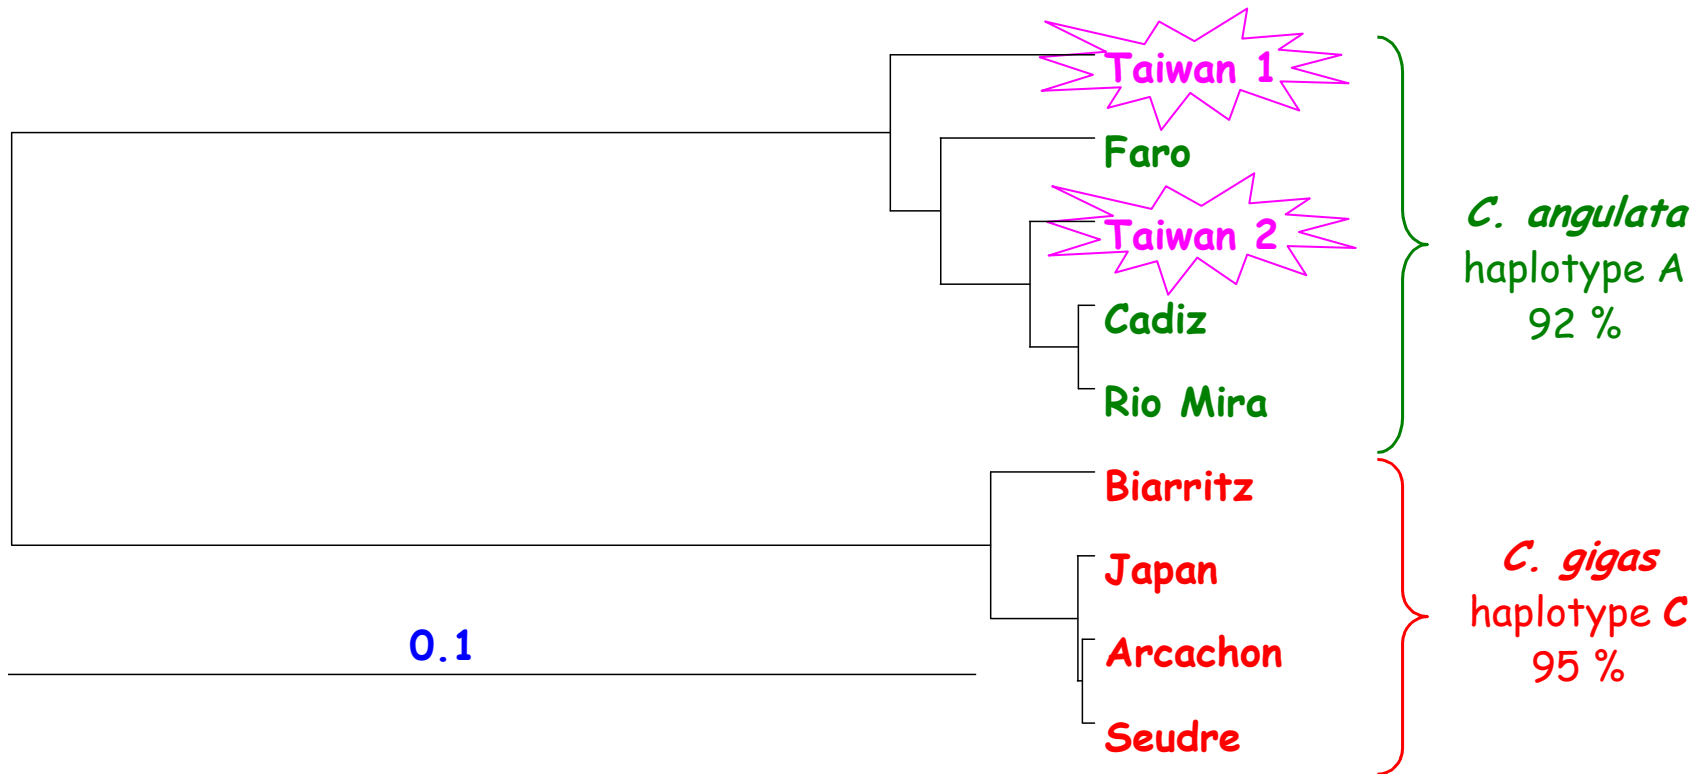 Taiwan 1
Faro
Taiwan 2
Cadiz
Rio Mira
C. angulata
haplotype A
92 %
Biarritz
Japan
Arcachon
Seudre
C. gigas
haplotype C
95 %
0.1